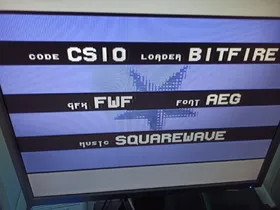 CODE CSIO LOADER BITFIRE
GFX FWF FONT AEG
MUSIC SQUAREWAVE